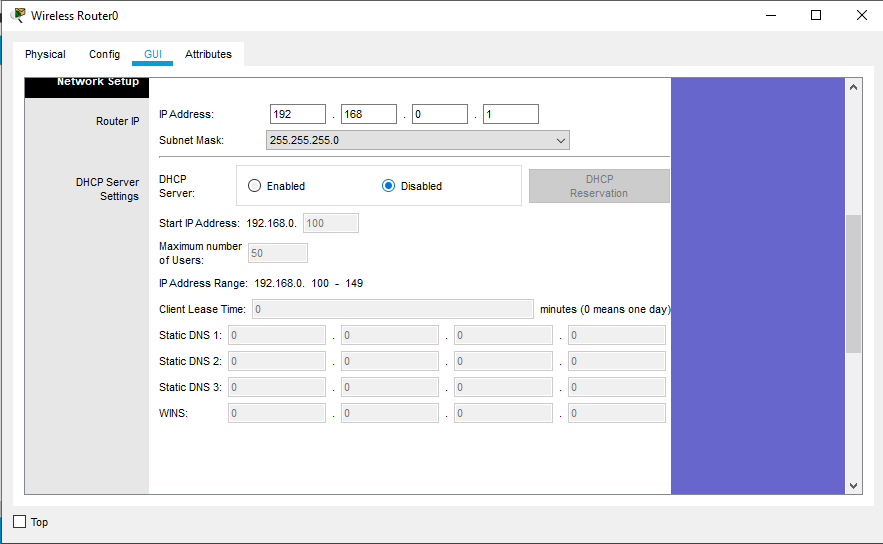 Wireless Router0
Physical Config GUI Attributes
Network Setup
Router IP
IP Address: 192 . 168 . 0 . 1
Subnet Mask: 255.255.255.0
DHCP Server
Settings
DHCP
Server:
Enabled Disabled
DHCP
Reservation
Start IP Address: 192.168.0. 100
Maximum number
of Users:
50
IP Address Range: 192.168.0. 100 - 149
Client Lease Time: 0 minutes (0 means one day)
Static DNS 1: 0 . 0 . 0 . 0
Static DNS 2: 0 . 0 . 0 . 0
Static DNS 3: 0 . 0 . 0 . 0
WINS: 0 . 0 . 0 . 0
Top